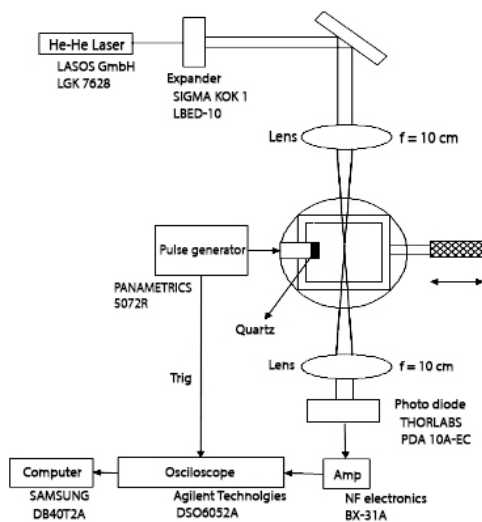 He-He Laser
LASOS GmbH
LGK 7628
Expander
SIGMA KOK 1
LBED-10
Lens
f = 10 cm
Pulse generator
PANAMETRICS
5072R
Quartz
Trig
Lens
f = 10 cm
Photo diode
THORLABS
PDA 10A-EC
Computer
SAMSUNG
DB40T2A
Osciloscope
Agilent Technolgies
DSO6052A
Amp
NF electronics
BX-31A